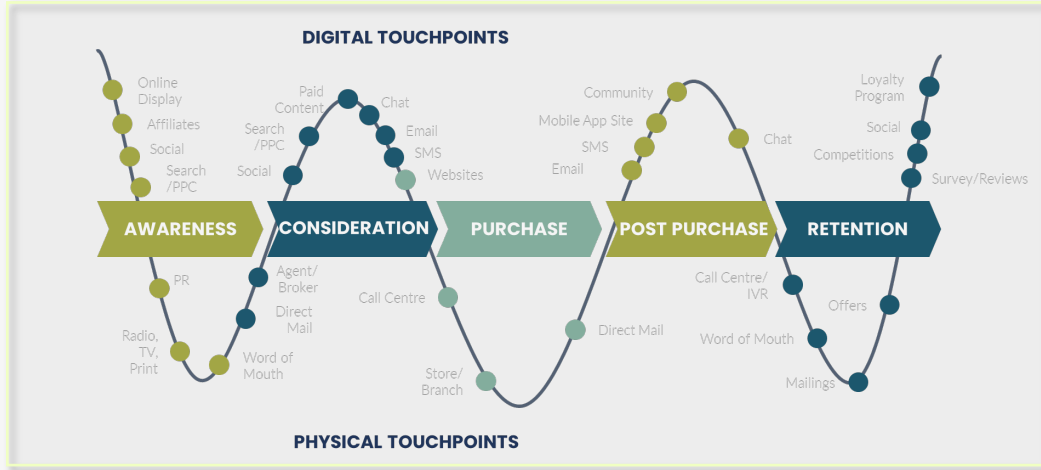 DIGITAL TOUCHPOINTS
Online
Display
Affiliates
Social
Search
/PPC
Paid
Content
Search
/PPC
Social
Chat
Email
SMS
Websites
Community
Mobile App Site
SMS
Email
Chat
Loyalty
Program
Social
Competitions
Survey/Reviews
AWARENESS
CONSIDERATION
PURCHASE
POST PURCHASE
RETENTION
PR
Radio,
TV,
Print
Word of
Mouth
Agent/
Broker
Direct
Mail
Call Centre
Store/
Branch
Direct Mail
Call Centre/
IVR
Word of Mouth
Mailings
Offers
PHYSICAL TOUCHPOINTS